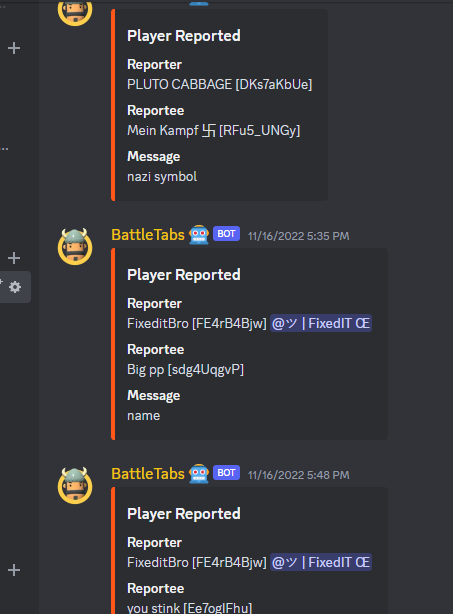 Player Reported
Reporter
PLUTO CABBAGE [DKs7aKbUe]
Reportee
Mein Kampf 卐 [RFu5_UNGy]
Message
nazi symbol
BattleTabs BOT 11/16/2022 5:35 PM
Player Reported
Reporter
FixeditBro [FE4rB4Bjw] @ツ | FixedIT Œ
Reportee
Big pp [sdg4UqgvP]
Message
name
BattleTabs BOT 11/16/2022 5:48 PM
Player Reported
Reporter
FixeditBro [FE4rB4Bjw] @ツ | FixedIT Œ
Reportee
you stink [Ee7ogIFhu]